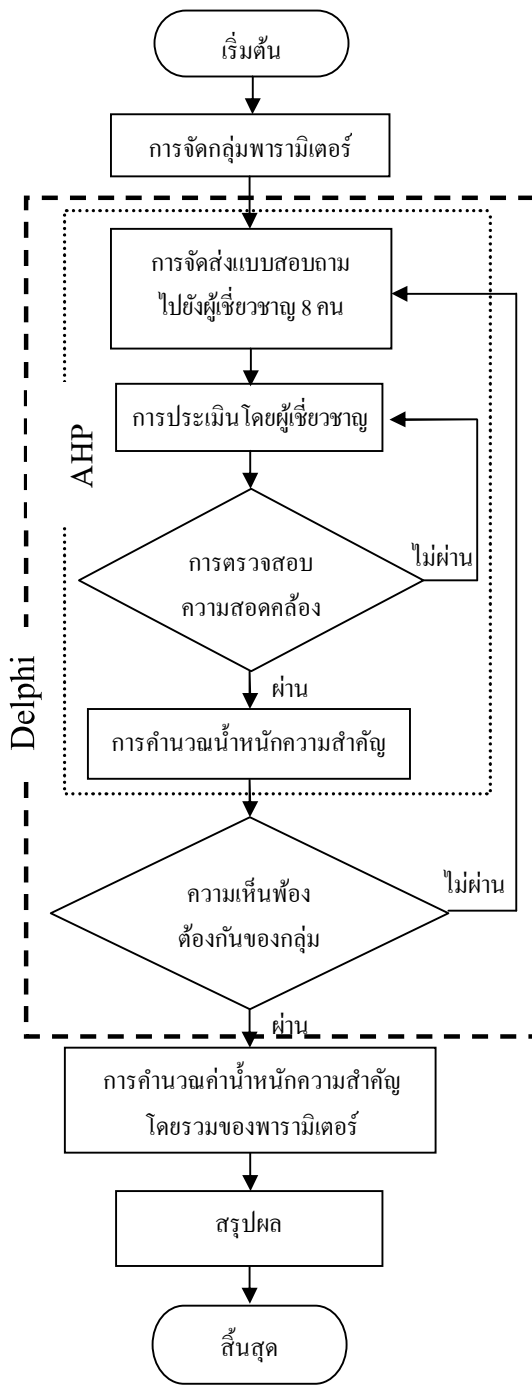 เริ่มต้น
การจัดกลุ่มพารามิเตอร์
การจัดส่งแบบสอบถาม
ไปยังผู้เชี่ยวชาญ 8 คน
การประเมินโดยผู้เชี่ยวชาญ
AHP
การตรวจสอบ
ความสอดคล้อง
ไม่ผ่าน
ผ่าน
Delphi
การคำนวณน้ำหนักความสำคัญ
ความเห็นพ้อง
ต้องกันของกลุ่ม
ไม่ผ่าน
ผ่าน
การคำนวณค่าน้ำหนักความสำคัญ
โดยรวมของพารามิเตอร์
สรุปผล
สิ้นสุด